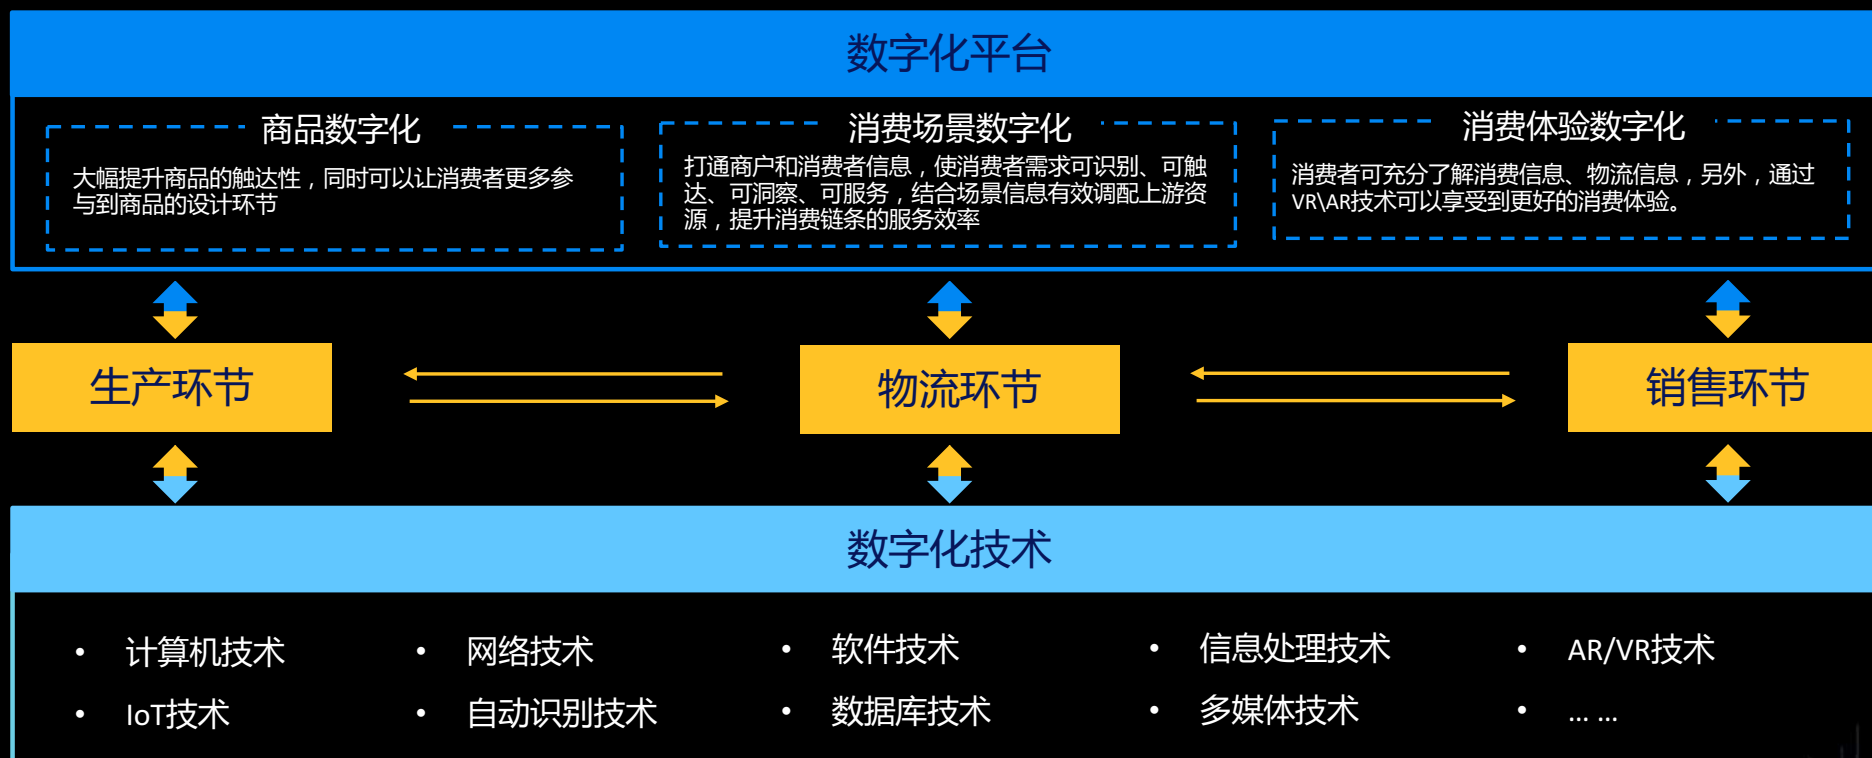 数字化平台
商品数字化
大幅提升商品的触达性，同时可以让消费者更多参
与到商品的设计环节
消费场景数字化
打通商户和消费者信息，使消费者需求可识别、可触
达、可洞察、可服务，结合场景信息有效调配上游资
源，提升消费链条的服务效率
消费体验数字化
消费者可充分了解消费信息、物流信息，另外，通过
VR\AR技术可以享受到更好的消费体验。
生产环节
物流环节
销售环节
数字化技术
• 计算机技术
• 网络技术
• 软件技术
• 信息处理技术
• AR/VR技术
• IoT技术
• 自动识别技术
• 数据库技术
• 多媒体技术
• ... ...